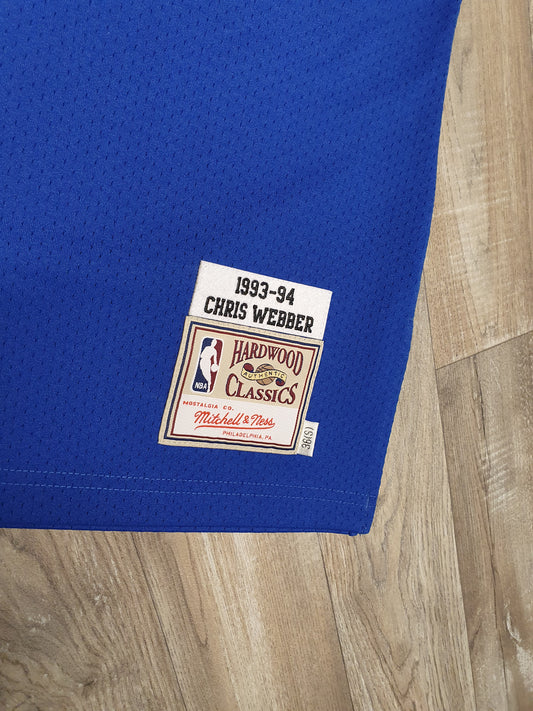 1993-94
CHRIS WEBBER
NBA
HARDWOOD
AUTHENTIC
CLASSICS
NOSTALGIA CO.
Mitchell & Ness
PHILADELPHIA, PA
36(S)